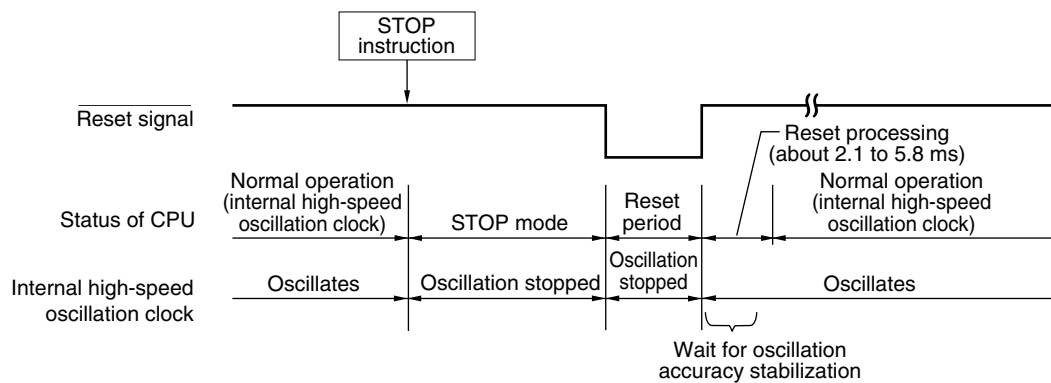 STOP
instruction
Reset signal
Reset processing
(about 2.1 to 5.8 ms)
Status of CPU
Normal operation
(internal high-speed
oscillation clock)
STOP mode
Reset
period
Normal operation
(internal high-speed
oscillation clock)
Internal high-speed
oscillation clock
Oscillates
Oscillation stopped
Oscillation
stopped
Oscillates
Wait for oscillation
accuracy stabilization